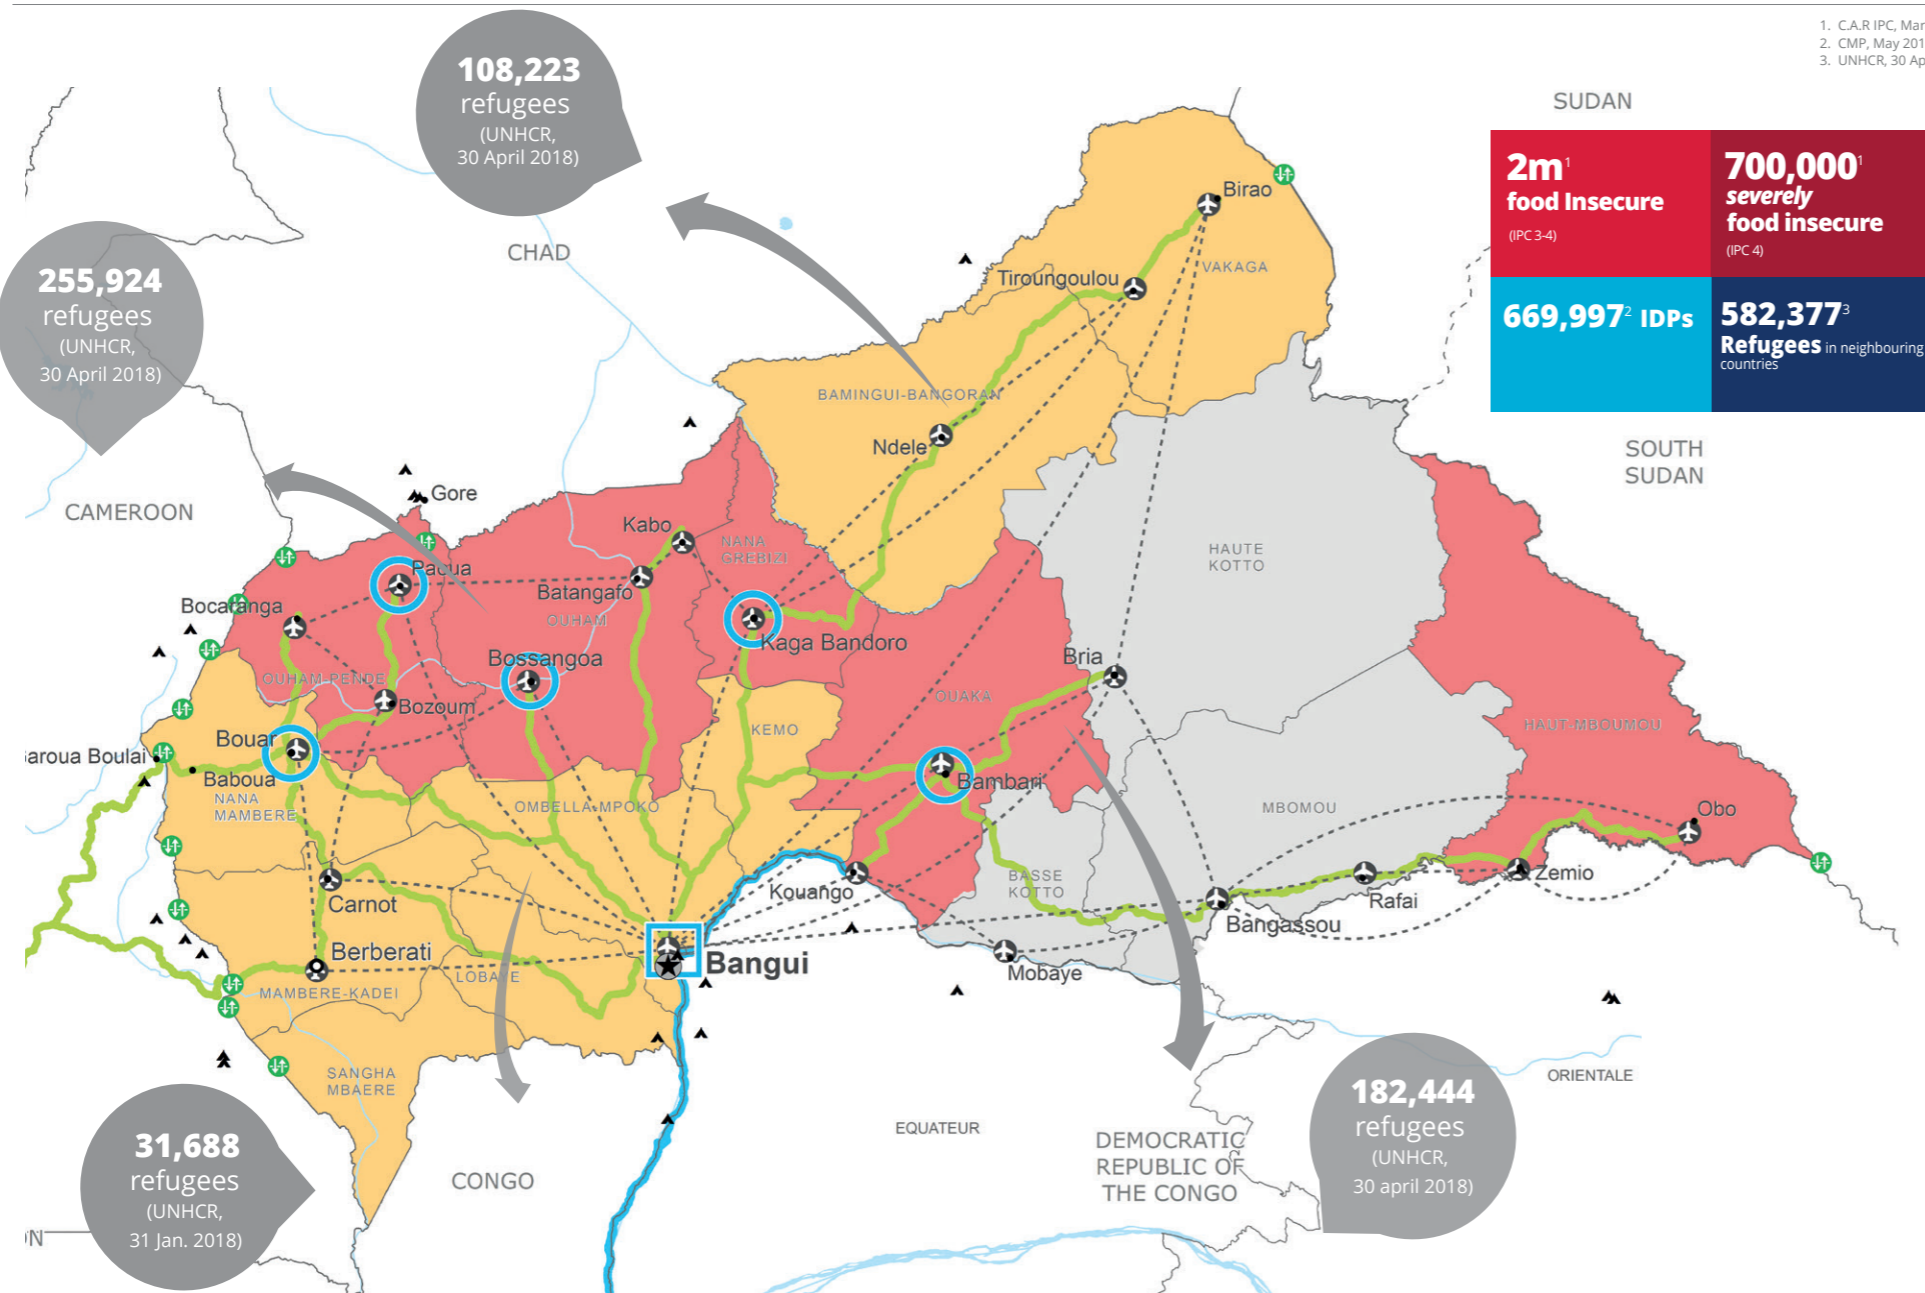 1. C.A.R IPC, Mar
2. CMP, May 201
3. UNHCR, 30 Ap
108,223
refugees
(UNHCR,
30 April 2018)
SUDAN
2m1
food Insecure
(IPC 3-4)
700,0001
severely
food insecure
(IPC 4)
669,9972 IDPs
582,3773
Refugees in neighbouring
countries
255,924
refugees
(UNHCR,
30 April 2018)
CHAD
Birao
VAKAGA
Tiroungoulou
BAMINGUI-BANGORAN
Ndele
SOUTH
SUDAN
CAMEROON
Gore
Kabo
NANA
GREBIZI
HAUTE
KOTTO
Paoua
Batangafo
Bocaranga
OUHAM
Kaga Bandoro
Bossangoa
Bria
OUHAM-PENDE
OUAKA
Bozoum
KEMO
HAUT-MBOUMOU
Bouar
aroua Boulai
Baboua
Bambari
NANA
MAMBERE
OMBELLA-MPOKO
MBOMOU
Obo
Kouango
BASSE
KOTTO
Zemio
Carnot
Rafai
Bangassou
Berberati
Bangui
Mobaye
LOBAYE
MAMBERE-KADEI
SANGHA
MBAERE
ORIENTALE
182,444
refugees
(UNHCR,
30 april 2018)
EQUATEUR
DEMOCRATIC
REPUBLIC OF
THE CONGO
31,688
refugees
(UNHCR,
31 Jan. 2018)
CONGO
ON